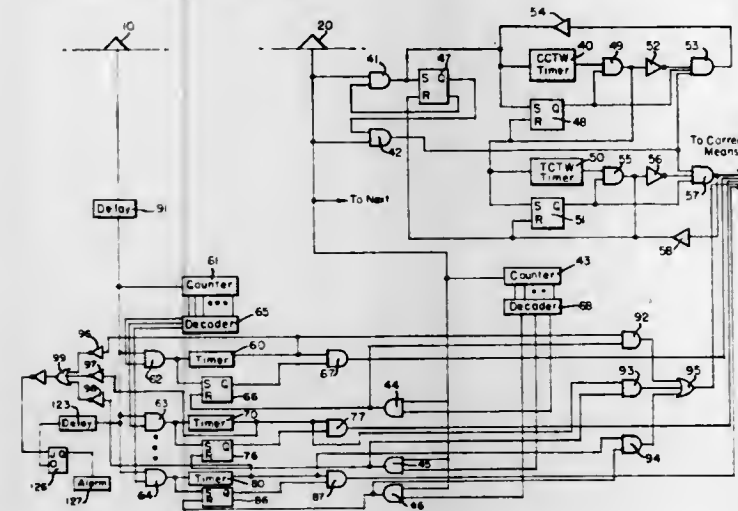 10
20
54
41
47
40
49
52
53
CCTW
Timer
S Q
R
S Q
R
48
42
To Correc
Means
TCTW
Timer
50
55
56
57
Delay
91
To Next
S Q
R
51
58
61
Counter
43
Counter
Decoder
65
Decoder
68
96
92
99
97
62
Timer
60
67
98
S Q
R
66
93
95
123
Delay
63
Timer
70
77
44
S Q
R
76
45
94
J Q
126
Alarm
127
64
Timer
80
87
S Q
R
86
46